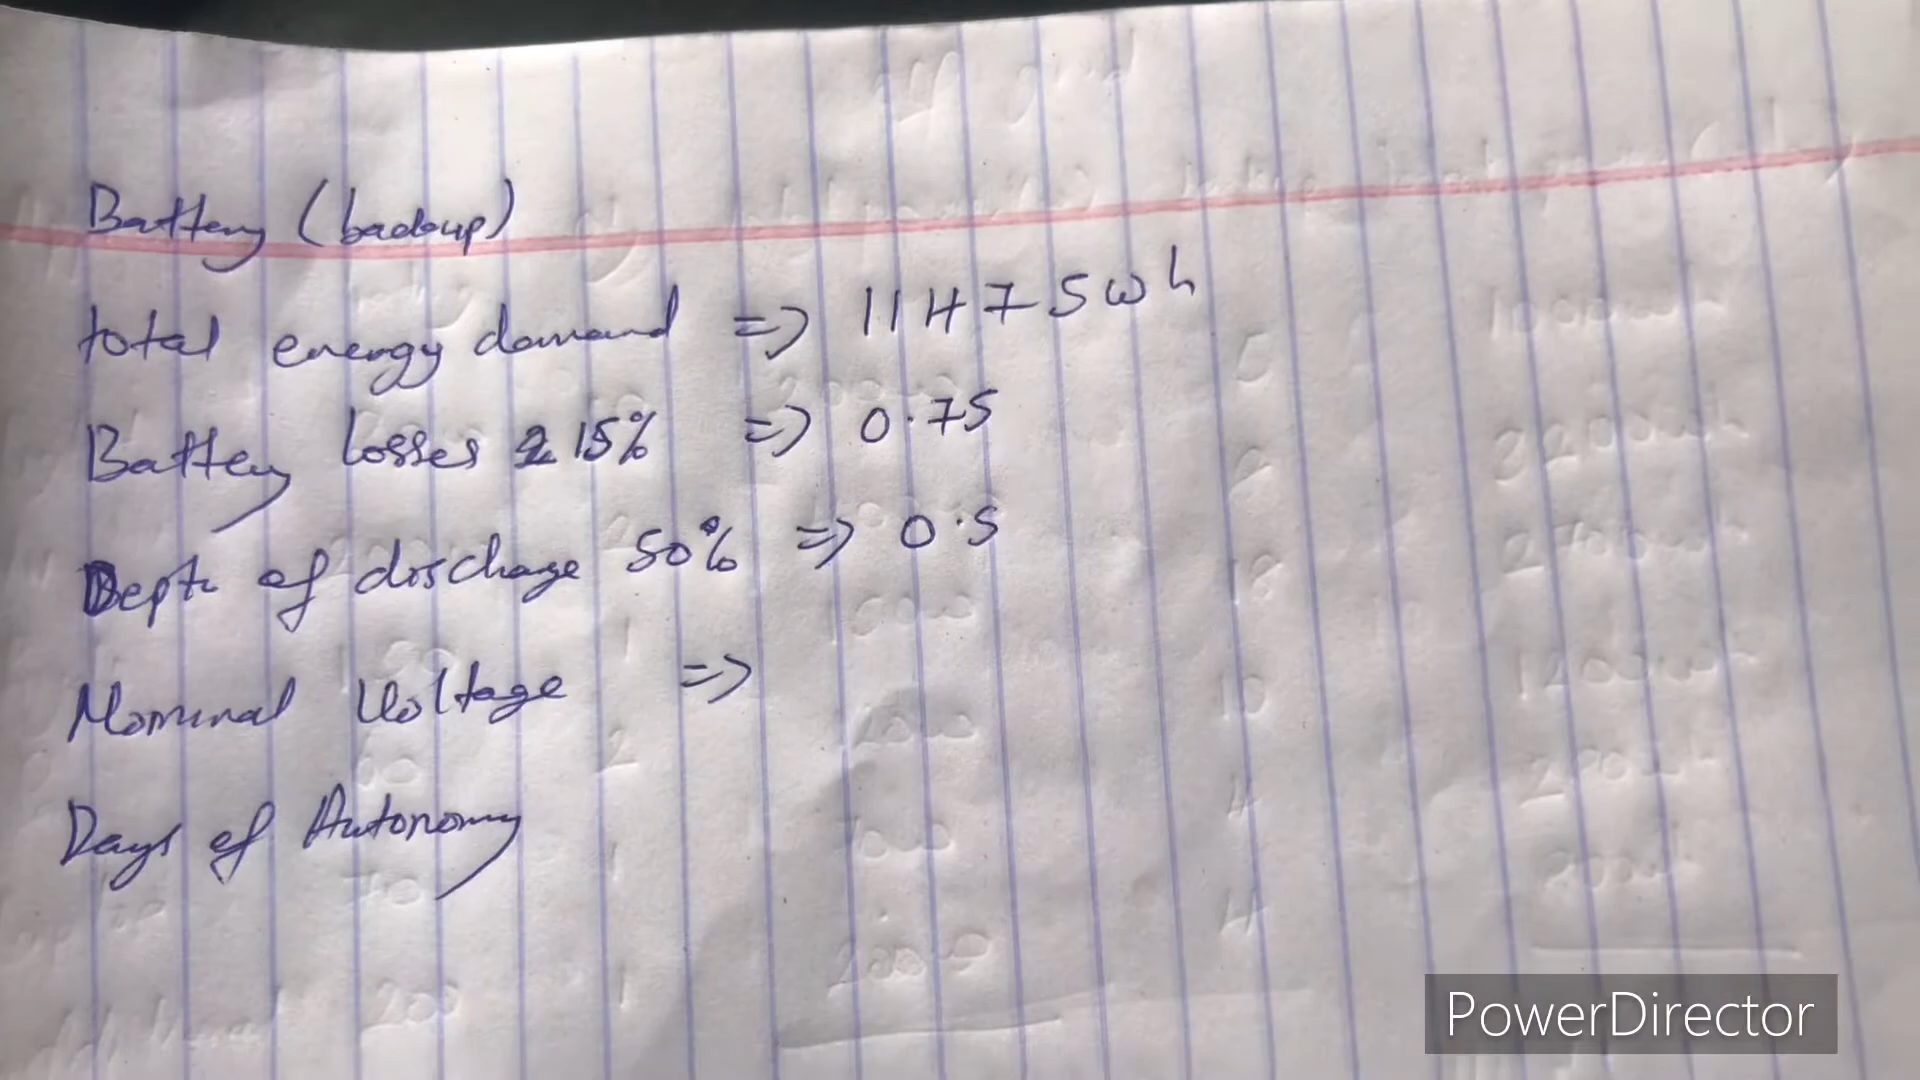 Battery (backup)
total energy demand => 11475wh
Battery losses 215% => 0.75
Depth of discharge 50% => 0.5
Nominal Voltage =>
Days of Autonomy
PowerDirector